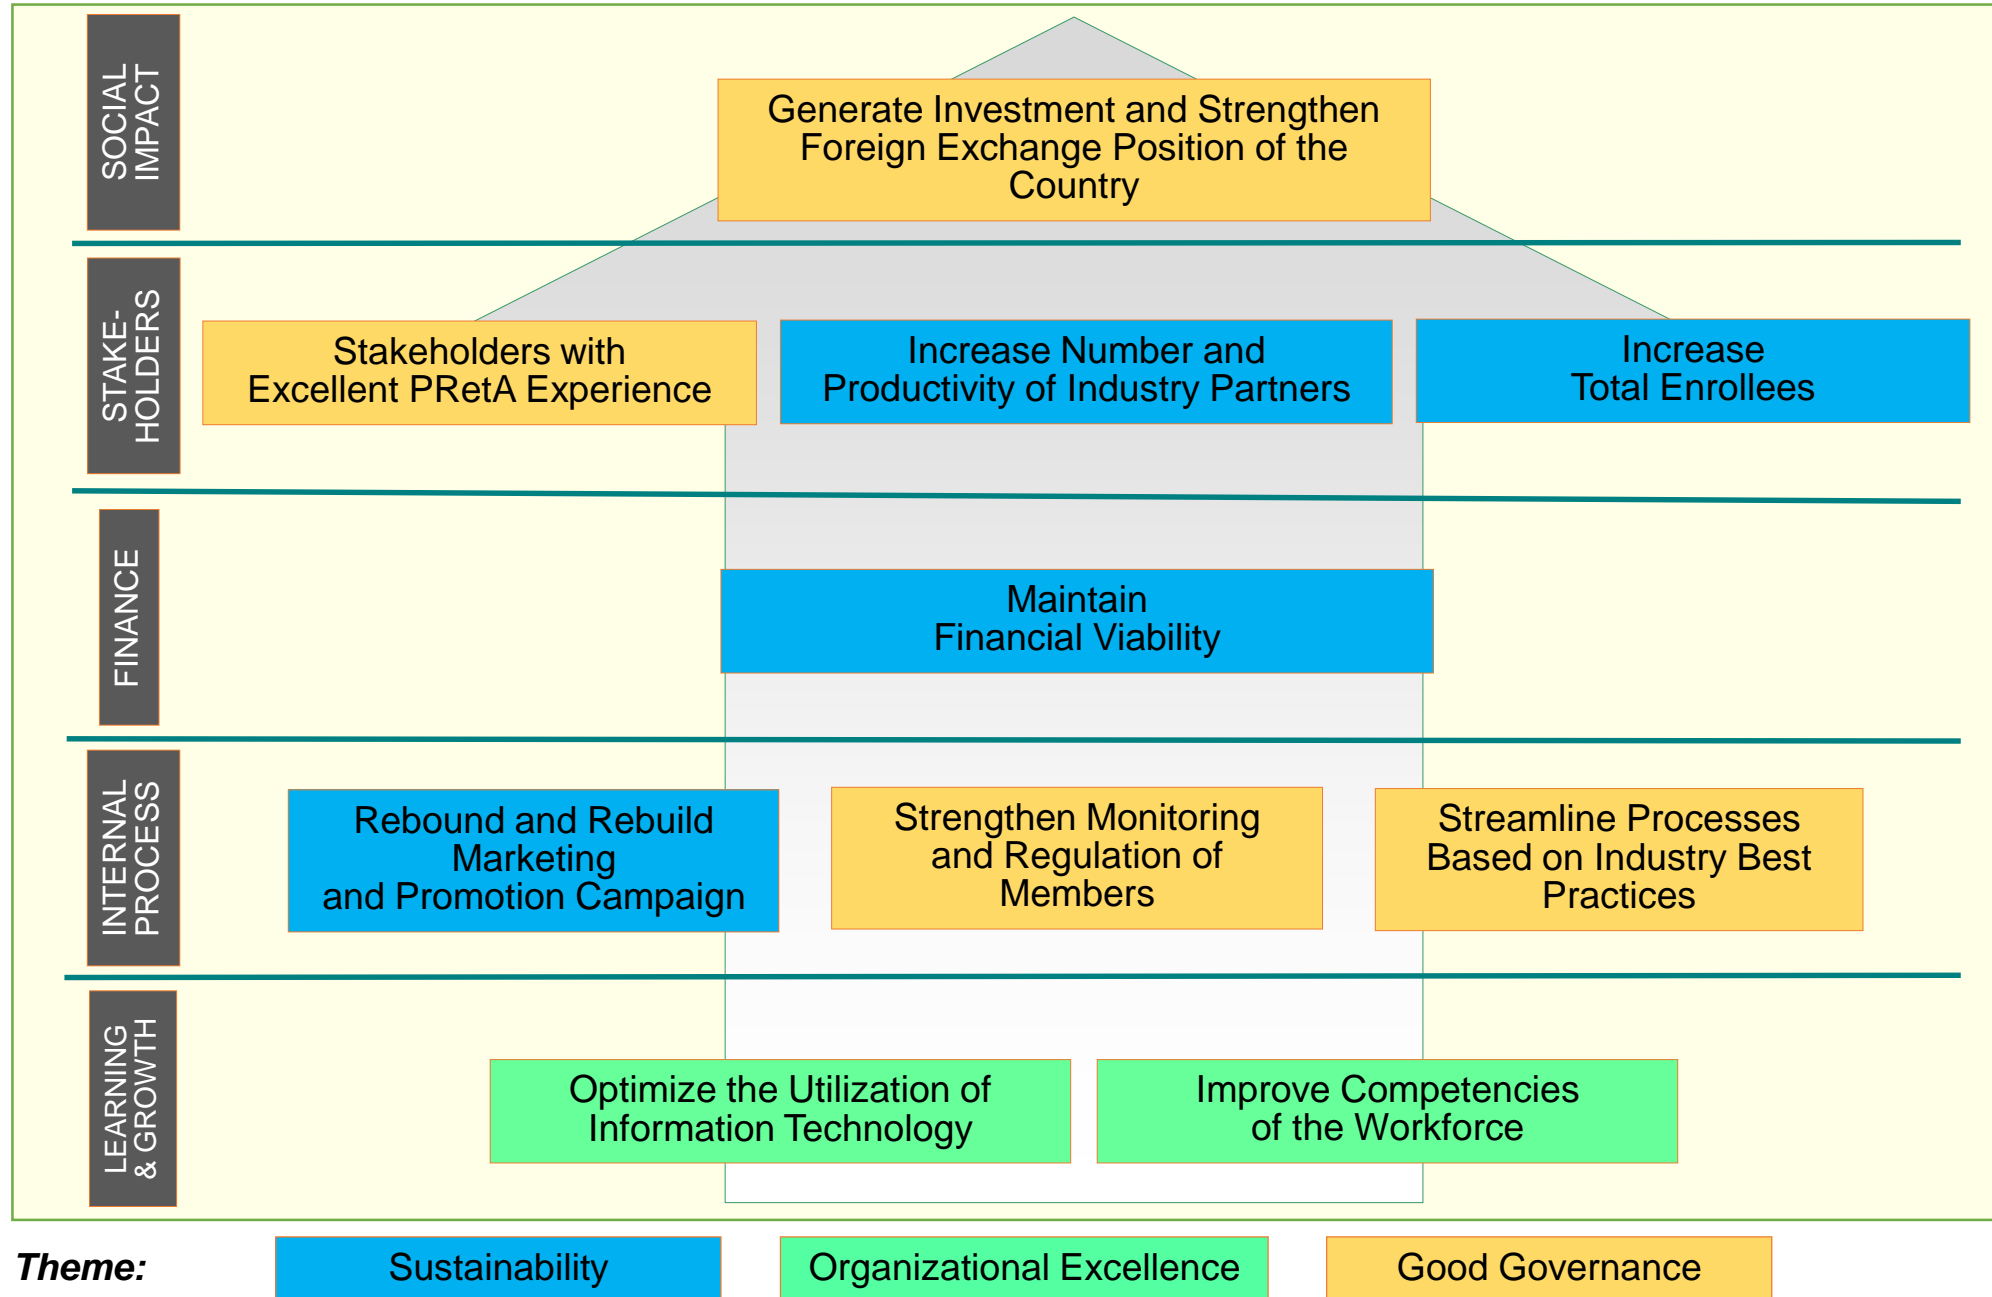 SOCIAL
IMPACT
Generate Investment and Strengthen
Foreign Exchange Position of the
Country
STAKE-
HOLDERS
Stakeholders with
Excellent PRetA Experience
Increase Number and
Productivity of Industry Partners
Increase
Total Enrollees
FINANCE
Maintain
Financial Viability
INTERNAL
PROCESS
Rebound and Rebuild
Marketing
and Promotion Campaign
Strengthen Monitoring
and Regulation of
Members
Streamline Processes
Based on Industry Best
Practices
LEARNING
& GROWTH
Optimize the Utilization of
Information Technology
Improve Competencies
of the Workforce
Theme:
Sustainability
Organizational Excellence
Good Governance